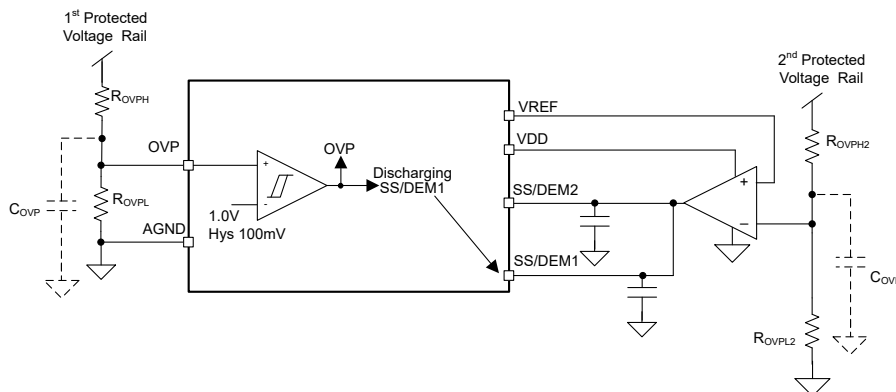 1st Protected
Voltage Rail
ROVPH
OVP
COVP
ROVPL
AGND
OVP
+
-
1.0V
Hys 100mV
Discharging
SS/DEM1
VREF
VDD
SS/DEM2
SS/DEM1
+
−
2nd Protected
Voltage Rail
ROVPH2
ROVPL2